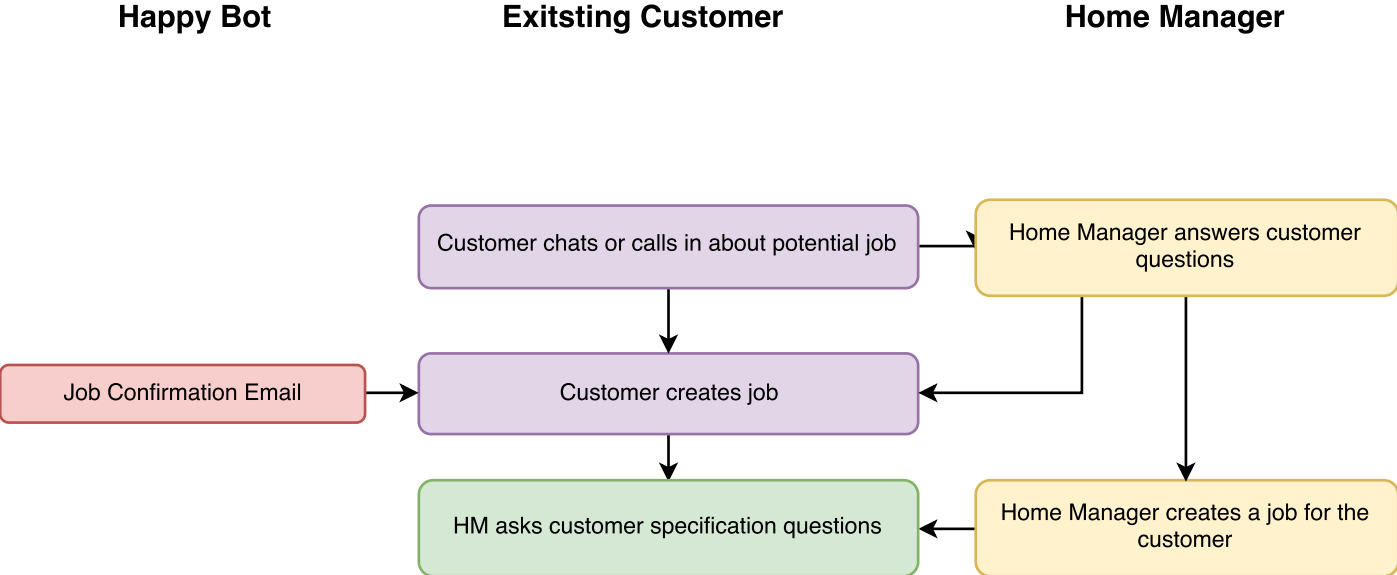 Happy Bot
Exitsting Customer
Home Manager
Customer chats or calls in about potential job
Home Manager answers customer
questions
Job Confirmation Email
Customer creates job
HM asks customer specification questions
Home Manager creates a job for the
customer